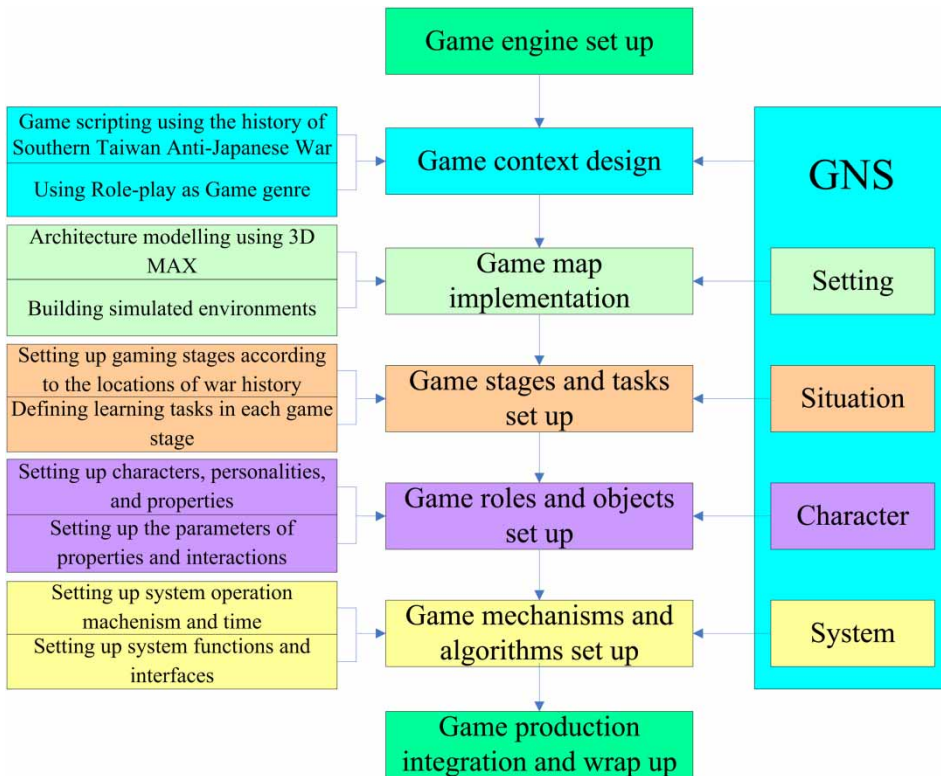 Game engine set up
Game scripting using the history of
Southern Taiwan Anti-Japanese War
Using Role-play as Game genre
Game context design
GNS
Architecture modelling using 3D
MAX
Building simulated environments
Game map
implementation
Setting
Setting up gaming stages according
to the locations of war history
Defining learning tasks in each game
stage
Game stages and tasks
set up
Situation
Setting up characters, personalities,
and properties
Setting up the parameters of
properties and interactions
Game roles and objects
set up
Character
Setting up system operation
machenism and time
Setting up system functions and
interfaces
Game mechanisms and
algorithms set up
System
Game production
integration and wrap up